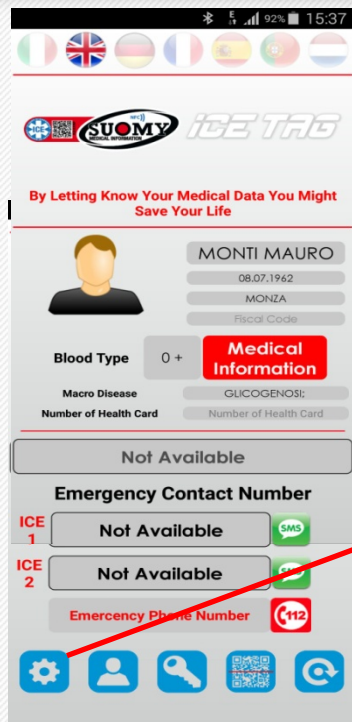 92% 15:37
ICE SUOMY ICE TAG
MEDICAL INFORMATION
By Letting Know Your Medical Data You Might
Save Your Life
MONTI MAURO
08.07.1962
MONZA
Fiscal Code
Blood Type 0 + Medical
Information
Macro Disease GLICOGENOSI;
Number of Health Card Number of Health Card
Not Available
Emergency Contact Number
ICE
1 Not Available SMS
ICE
2 Not Available SMS
Emercency Phone Number 112